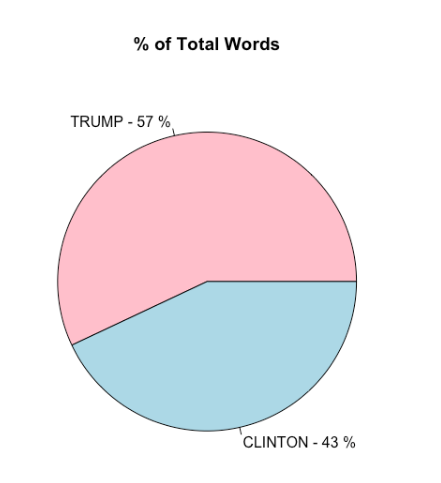 % of Total Words
TRUMP - 57 %
CLINTON - 43 %